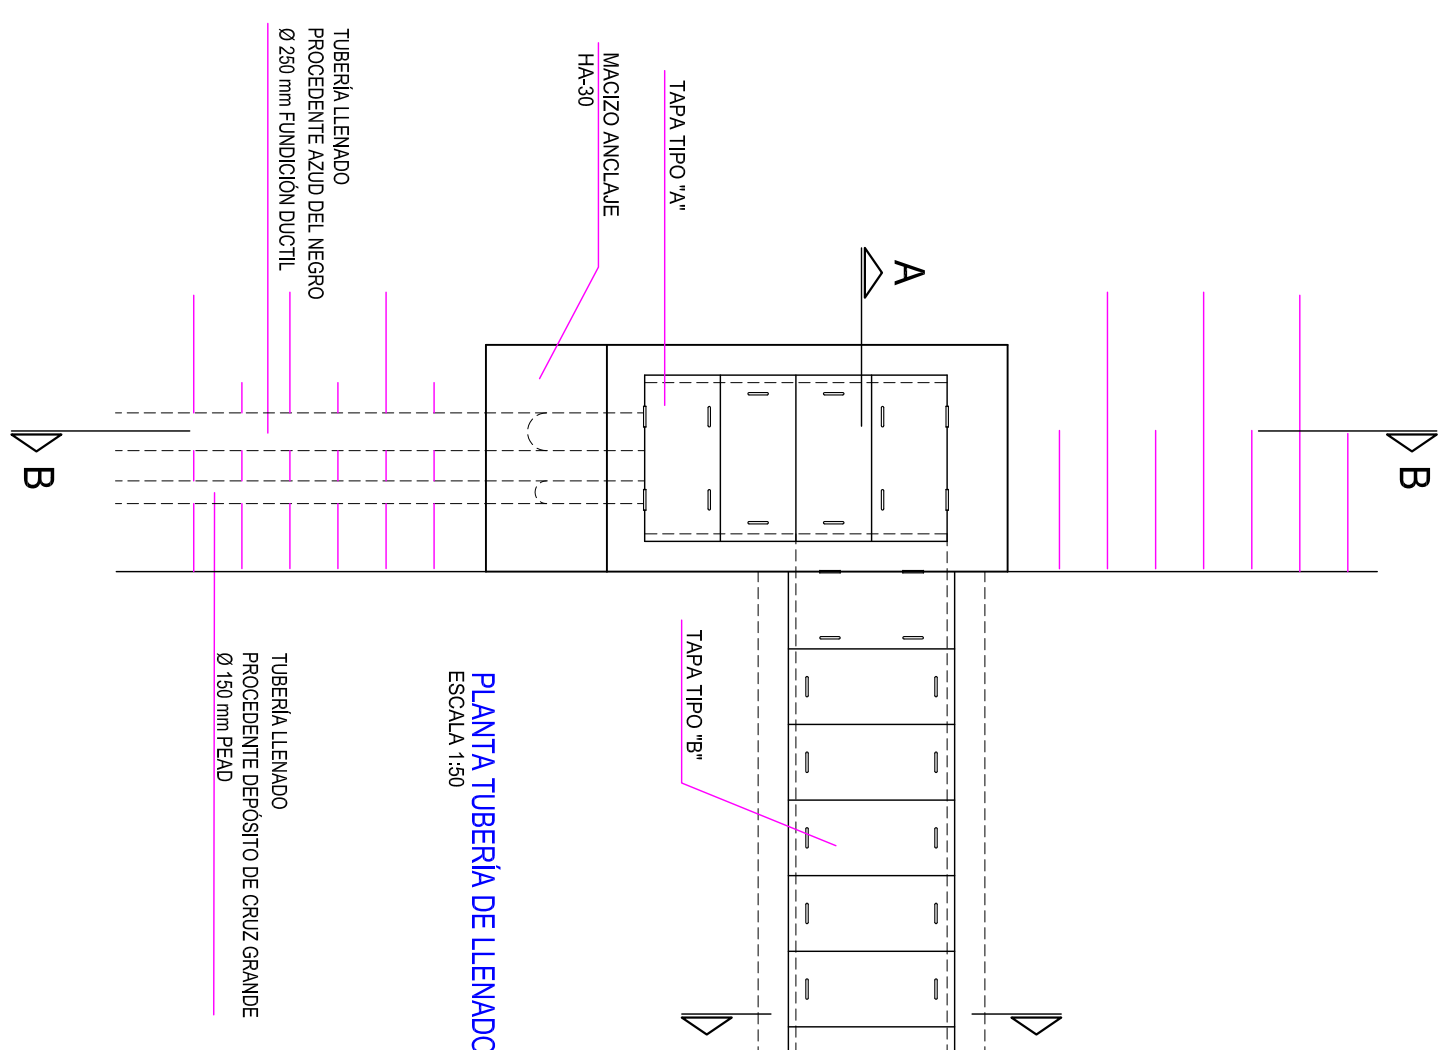 TUBERÍA LLENADO
PROCEDENTE AZUD DEL NEGRO
Ø 250 mm FUNDICIÓN DUCTIL
MACIZO ANCLAJE
HA-30
TAPA TIPO "A"
A
B
B
TAPA TIPO "B"
PLANTA TUBERÍA DE LLENADO
ESCALA 1:50
TUBERÍA LLENADO
PROCEDENTE DEPÓSITO DE CRUZ GRANDE
Ø 150 mm PEAD